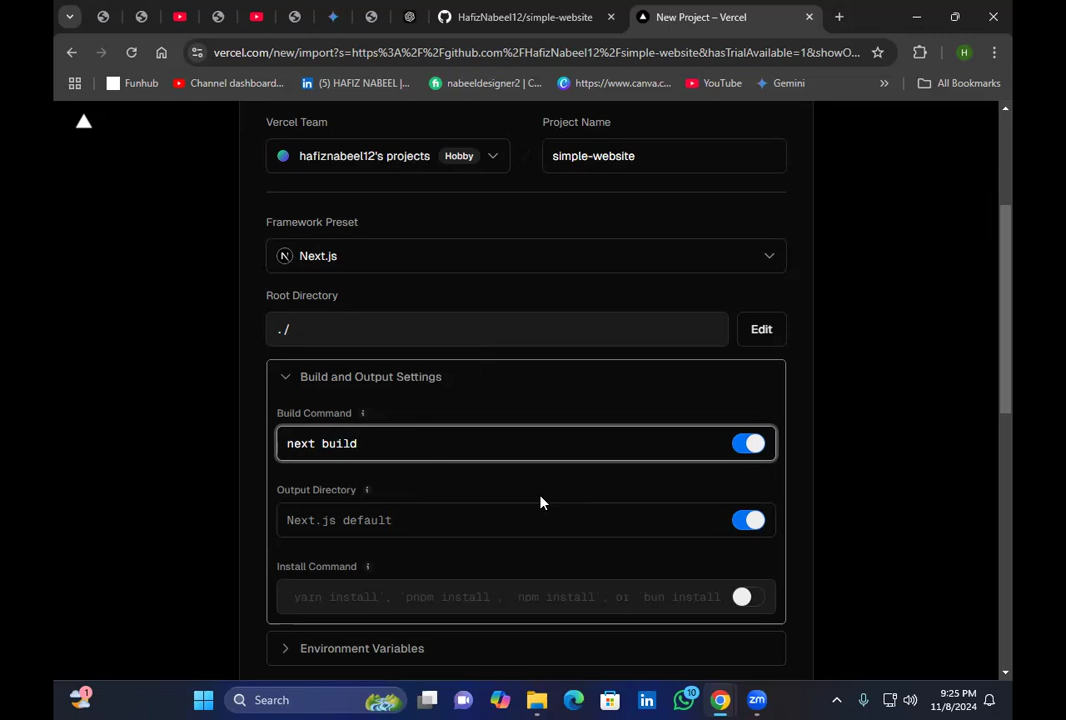 HafizNabeel12/simple-website
New Project – Vercel
vercel.com/new/import?s=https%3A%2F%2Fgithub.com%2FHafizNabeel12%2Fsimple-website&hasTrialAvailable=1&showO...
H
Funhub
Channel dashboard...
(5) HAFIZ NABEEL |...
nabeeldesigner2 | C...
https://www.canva.c...
YouTube
Gemini
All Bookmarks
Vercel Team
Project Name
hafiznabeel12's projects
Hobby
simple-website
Framework Preset
N
Next.js
Root Directory
./
Edit
Build and Output Settings
Build Command
next build
Output Directory
Next.js default
Install Command
yarn install`, `pnpm install`, `npm install`, or `bun install
Environment Variables
1
Search
10
zm
9:25 PM
11/8/2024